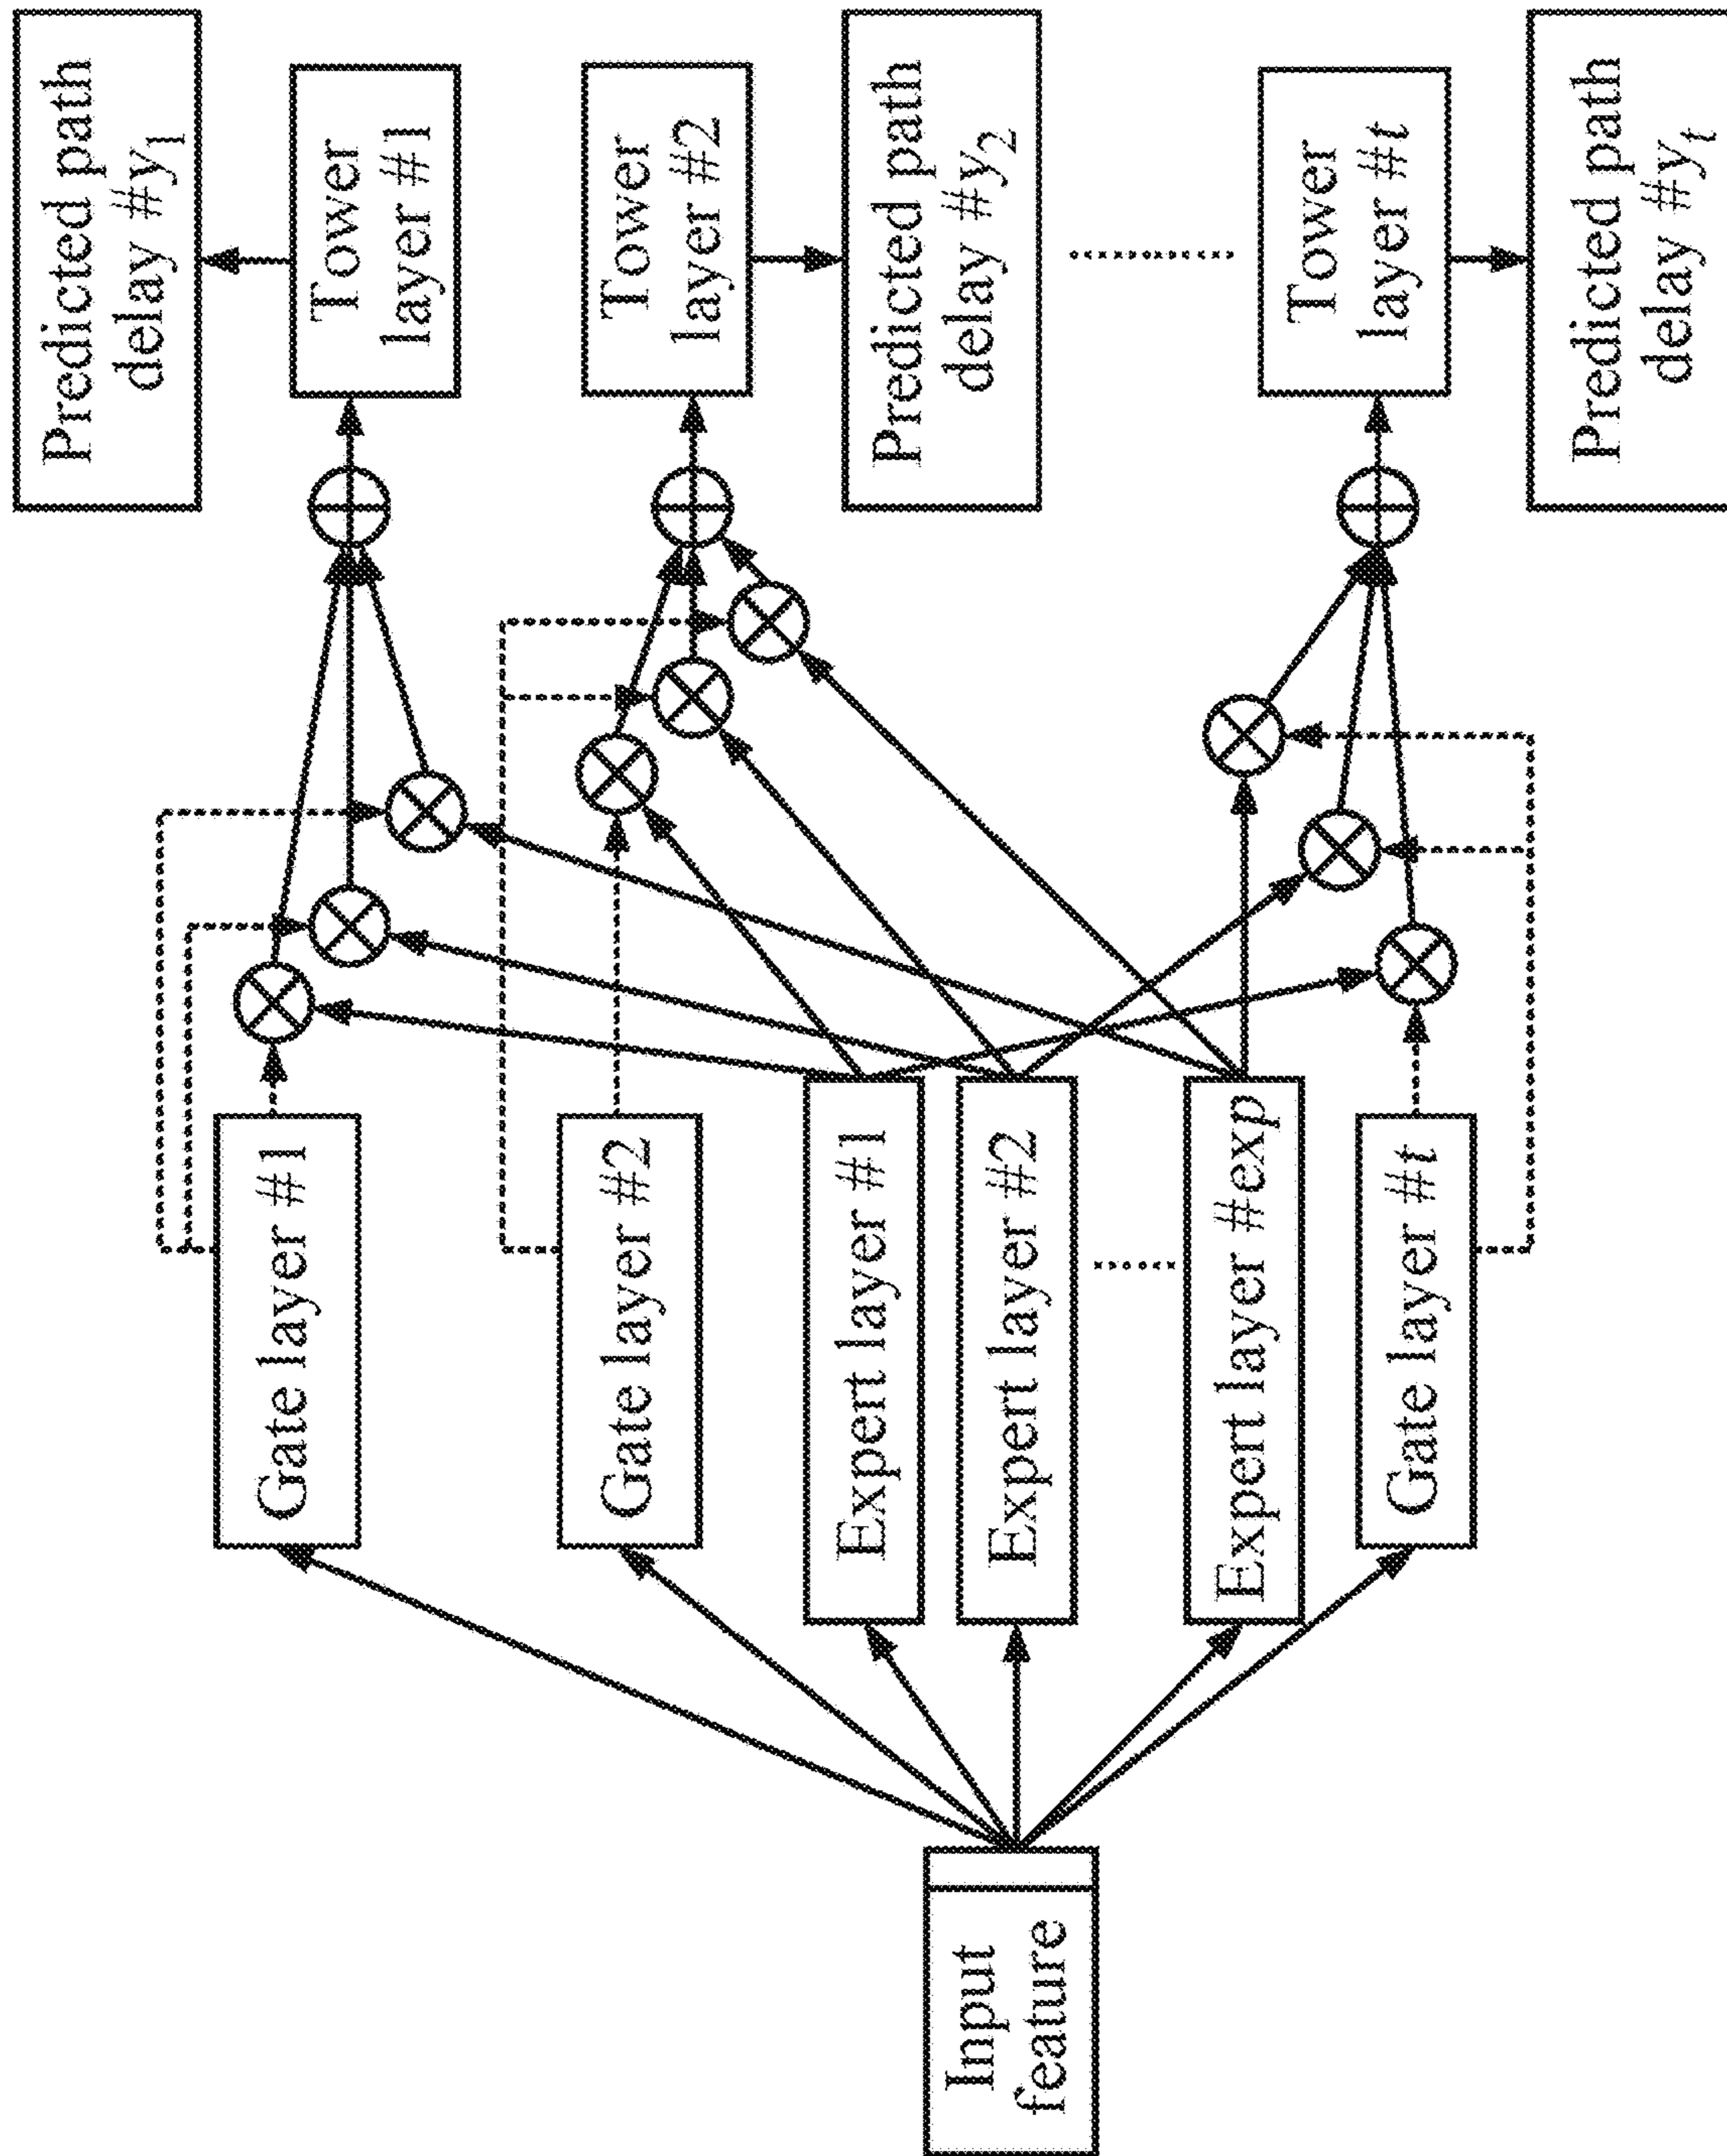 Input
feature
Gate layer #1
Gate layer #2
Expert layer #1
Expert layer #2
Expert layer #exp
Gate layer #t
Tower
layer #1
Tower
layer #2
Tower
layer #t
Predicted path
delay #y₁
Predicted path
delay #y₂
Predicted path
delay #yₜ